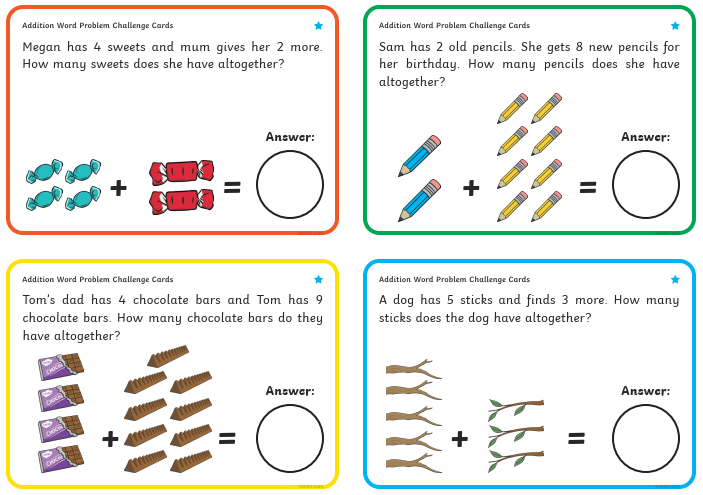 Addition Word Problem Challenge Cards
Megan has 4 sweets and mum gives her 2 more.
How many sweets does she have altogether?
Answer:
+ =
Addition Word Problem Challenge Cards
Sam has 2 old pencils. She gets 8 new pencils for
her birthday. How many pencils does she have
altogether?
Answer:
+ =
Addition Word Problem Challenge Cards
Tom's dad has 4 chocolate bars and Tom has 9
chocolate bars. How many chocolate bars do they
have altogether?
Answer:
+ =
Addition Word Problem Challenge Cards
A dog has 5 sticks and finds 3 more. How many
sticks does the dog have altogether?
Answer:
+ =